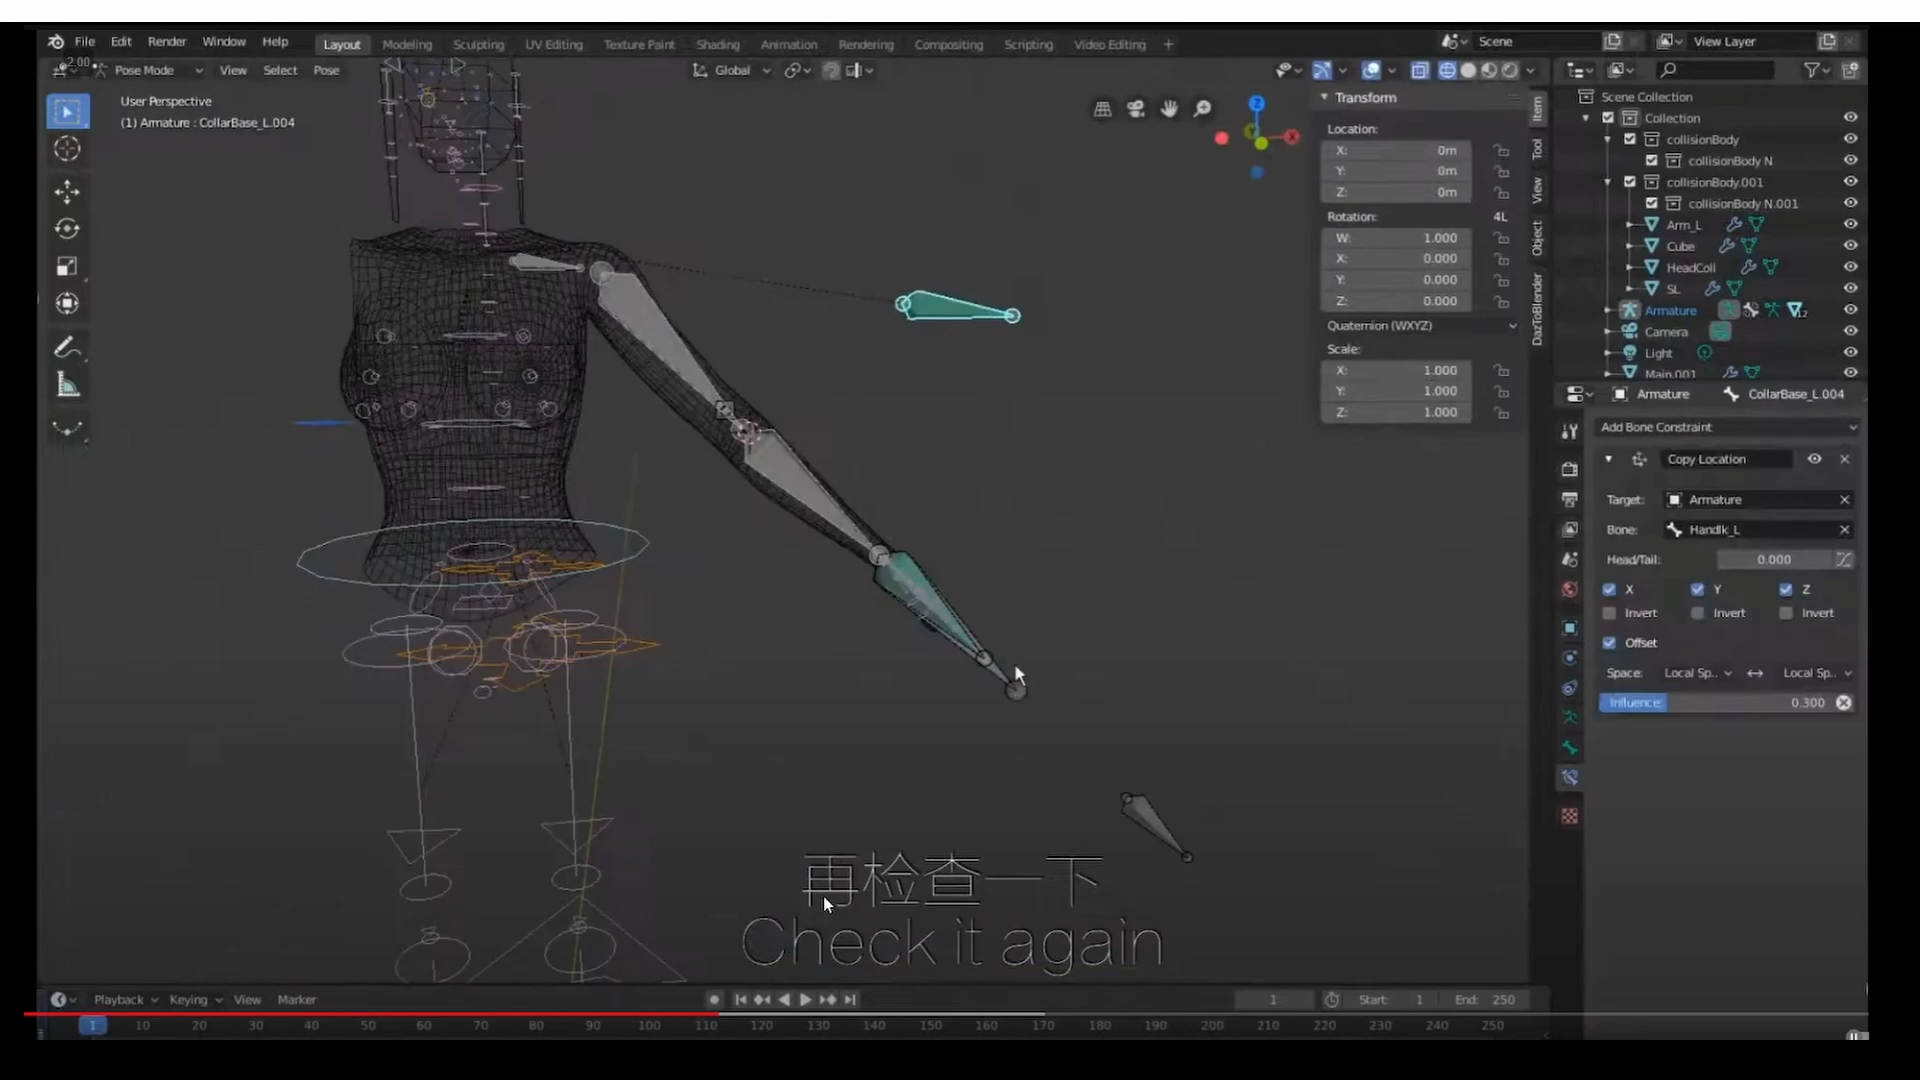 File Edit Render Window Help Layout Modeling Sculpting UV Editing Texture Paint Shading Animation Rendering Compositing Scripting Video Editing + Scene View Layer
2.00
Pose Mode View Select Pose Global
User Perspective
(1) Armature : CollarBase_L.004
Transform
Location:
X: 0m
Y: 0m
Z: 0m
Rotation: 4L
W: 1.000
X: 0.000
Y: 0.000
Z: 0.000
Quaternion (WXYZ)
Scale:
X: 1.000
Y: 1.000
Z: 1.000
Item
Tool
View
Object
DazToBlender
Z
X
Scene Collection
Collection
collisionBody
collisionBody N
collisionBody.001
collisionBody N.001
Arm_L
Cube
HeadColl
SL
Armature
12
Camera
Light
Main.001
Armature CollarBase_L.004
Add Bone Constraint
Copy Location
Target: Armature
Bone: HandIk_L
Head/Tail: 0.000
X Y Z
Invert Invert Invert
Offset
Space: Local Sp.. Local Sp..
Influence: 0.300
再检查一下
Check it again
Playback Keying View Marker 1 Start: 1 End: 250
1 10 20 30 40 50 60 70 80 90 100 110 120 130 140 150 160 170 180 190 200 210 220 230 240 250